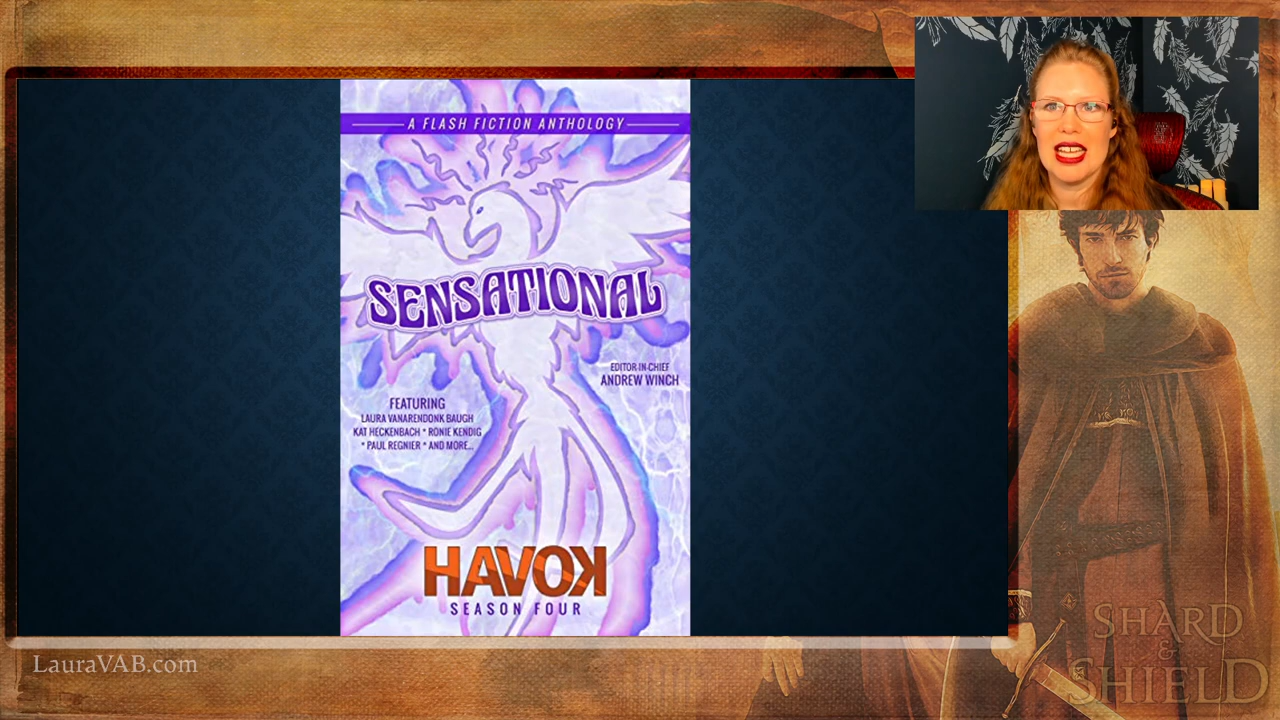 A FLASH FICTION ANTHOLOGY
SENSATIONAL
EDITOR-IN-CHIEF
ANDREW WINCH
FEATURING
LAURA VANARENDONK BAUGH
KAT HECKENBACH * RONIE KENDIG
* PAUL REGNIER * AND MORE...
HAVOK
SEASON FOUR
LauraVAB.com
SHARD
&
SHIELD